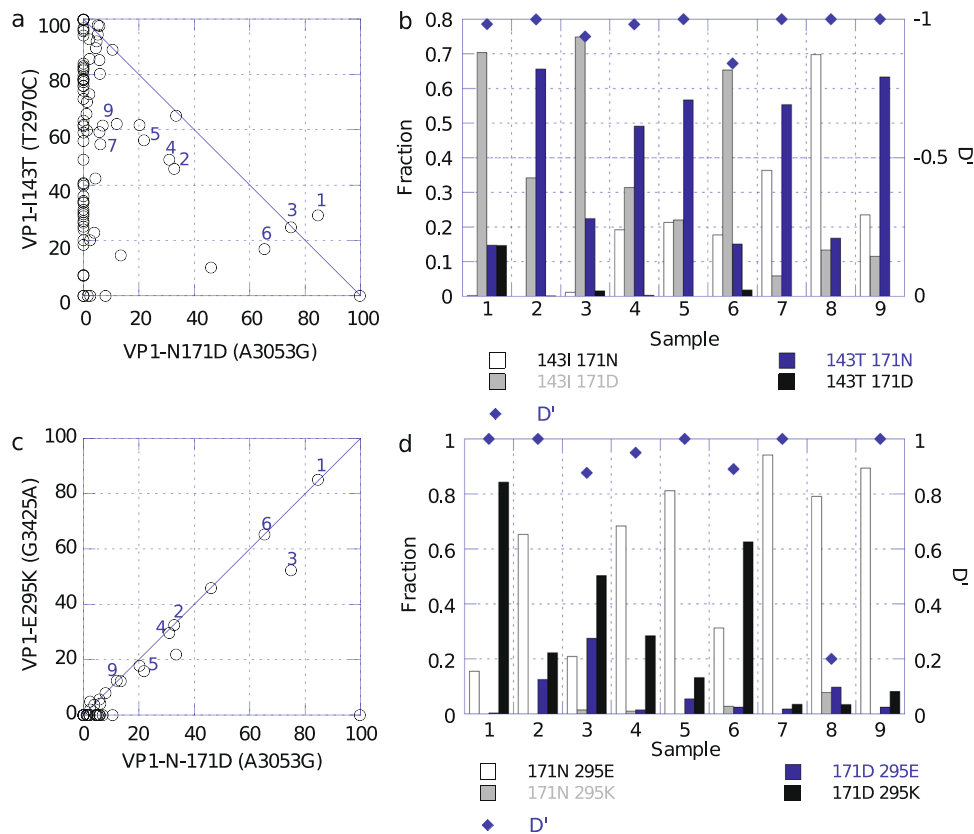 a
VP1-I143T (T2970C)
100
80
60
40
20
0
0 20 40 60 80 100
9
7
5
4
2
3
1
6
VP1-N171D (A3053G)
b
Fraction
0.8
0.7
0.6
0.5
0.4
0.3
0.2
0.1
0
-1
-0.5
0
D'
1 2 3 4 5 6 7 8 9
Sample
143I 171N
143I 171D
143T 171N
143T 171D
D'
c
VP1-E295K (G3425A)
100
80
60
40
20
0
0 20 40 60 80 100
1
6
3
2
4
5
9
VP1-N-171D (A3053G)
d
Fraction
1
0.8
0.6
0.4
0.2
0
1
0.8
0.6
0.4
0.2
0
D'
1 2 3 4 5 6 7 8 9
Sample
171N 295E
171N 295K
171D 295E
171D 295K
D'